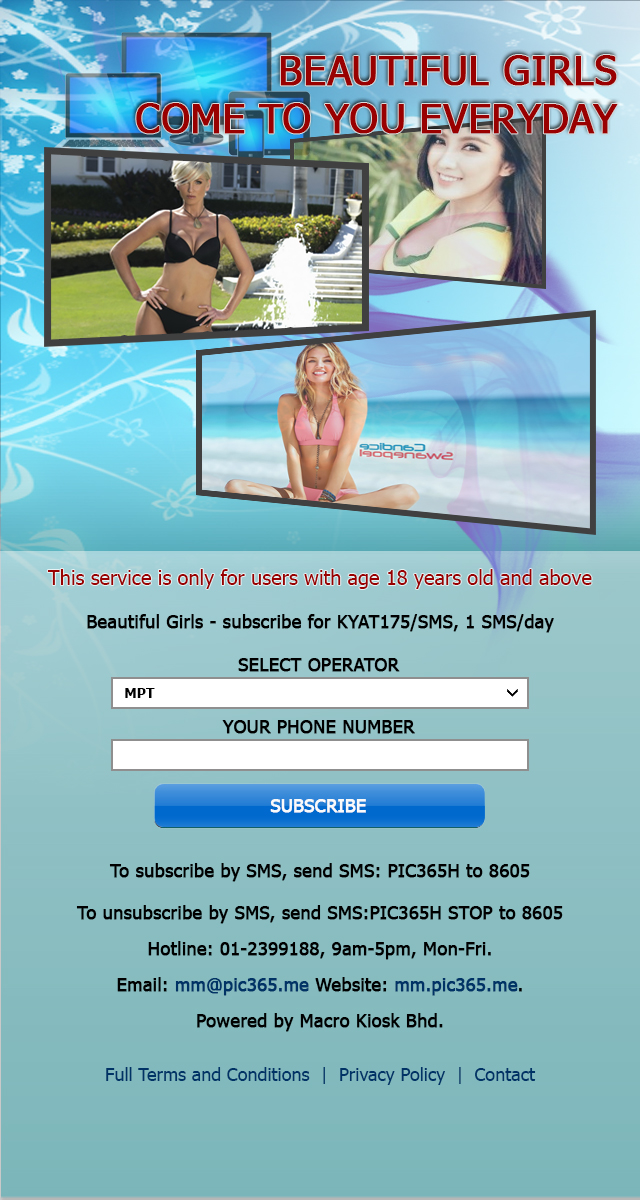 BEAUTIFUL GIRLS
COME TO YOU EVERYDAY
Candice
Swanepoel
This service is only for users with age 18 years old and above
Beautiful Girls - subscribe for KYAT175/SMS, 1 SMS/day
SELECT OPERATOR
MPT
YOUR PHONE NUMBER
SUBSCRIBE
To subscribe by SMS, send SMS: PIC365H to 8605
To unsubscribe by SMS, send SMS:PIC365H STOP to 8605
Hotline: 01-2399188, 9am-5pm, Mon-Fri.
Email: mm@pic365.me Website: mm.pic365.me.
Powered by Macro Kiosk Bhd.
Full Terms and Conditions | Privacy Policy | Contact